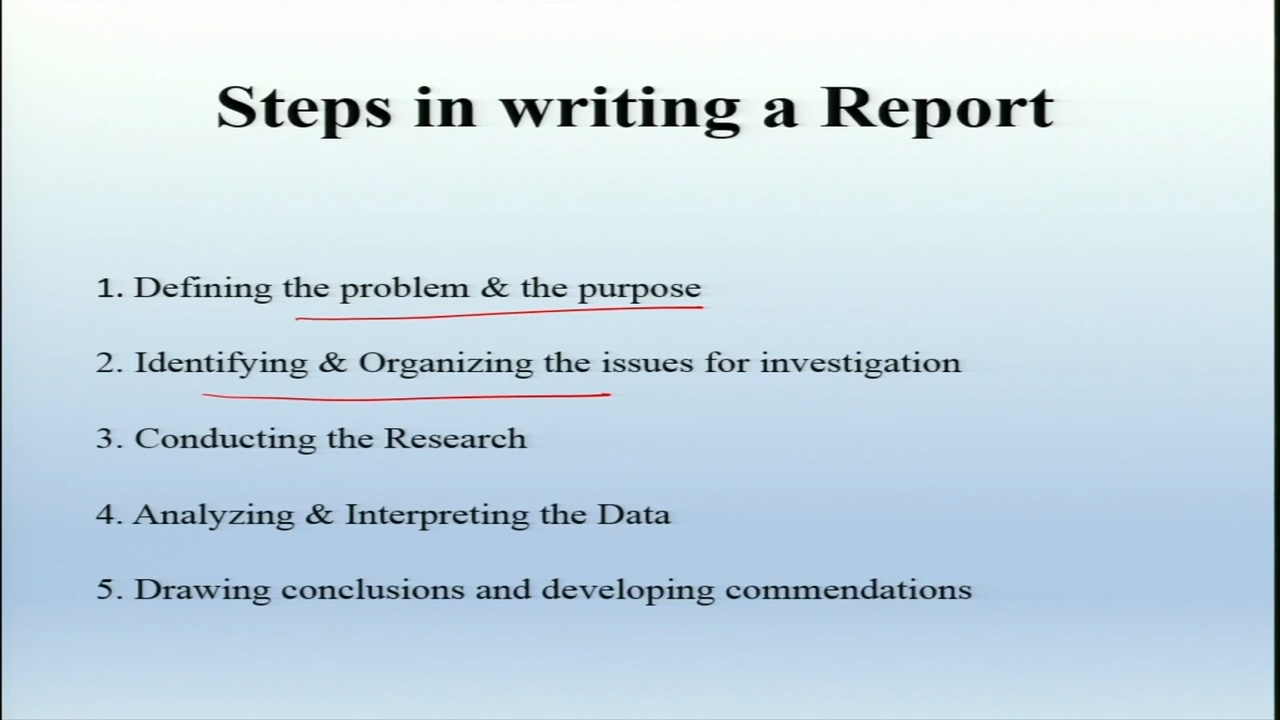 Steps in writing a Report
1. Defining the problem & the purpose
2. Identifying & Organizing the issues for investigation
3. Conducting the Research
4. Analyzing & Interpreting the Data
5. Drawing conclusions and developing commendations